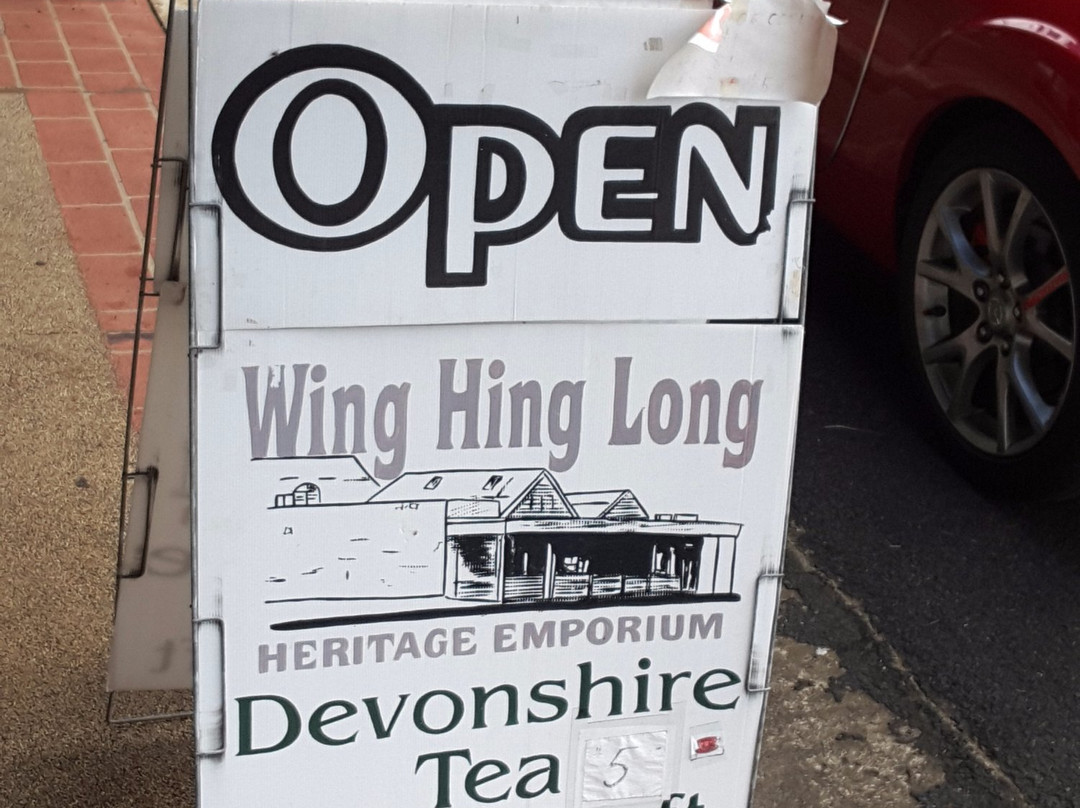 Open
Wing Hing Long
HERITAGE EMPORIUM
Devonshire
Tea 5